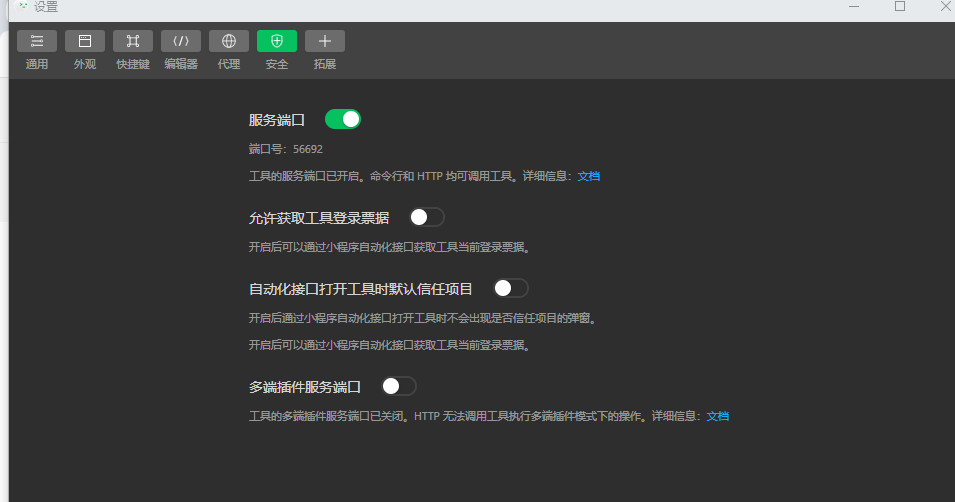 设置
通用 外观 快捷键 编辑器 代理 安全 拓展
服务端口
端口号：56692
工具的服务端口已开启。命令行和 HTTP 均可调用工具。详细信息：文档
允许获取工具登录票据
开启后可以通过小程序自动化接口获取工具当前登录票据。
自动化接口打开工具时默认信任项目
开启后通过小程序自动化接口打开工具时不会出现是否信任项目的弹窗。
开启后可以通过小程序自动化接口获取工具当前登录票据。
多端插件服务端口
工具的多端插件服务端口已关闭。HTTP 无法调用工具执行多端插件模式下的操作。详细信息：文档